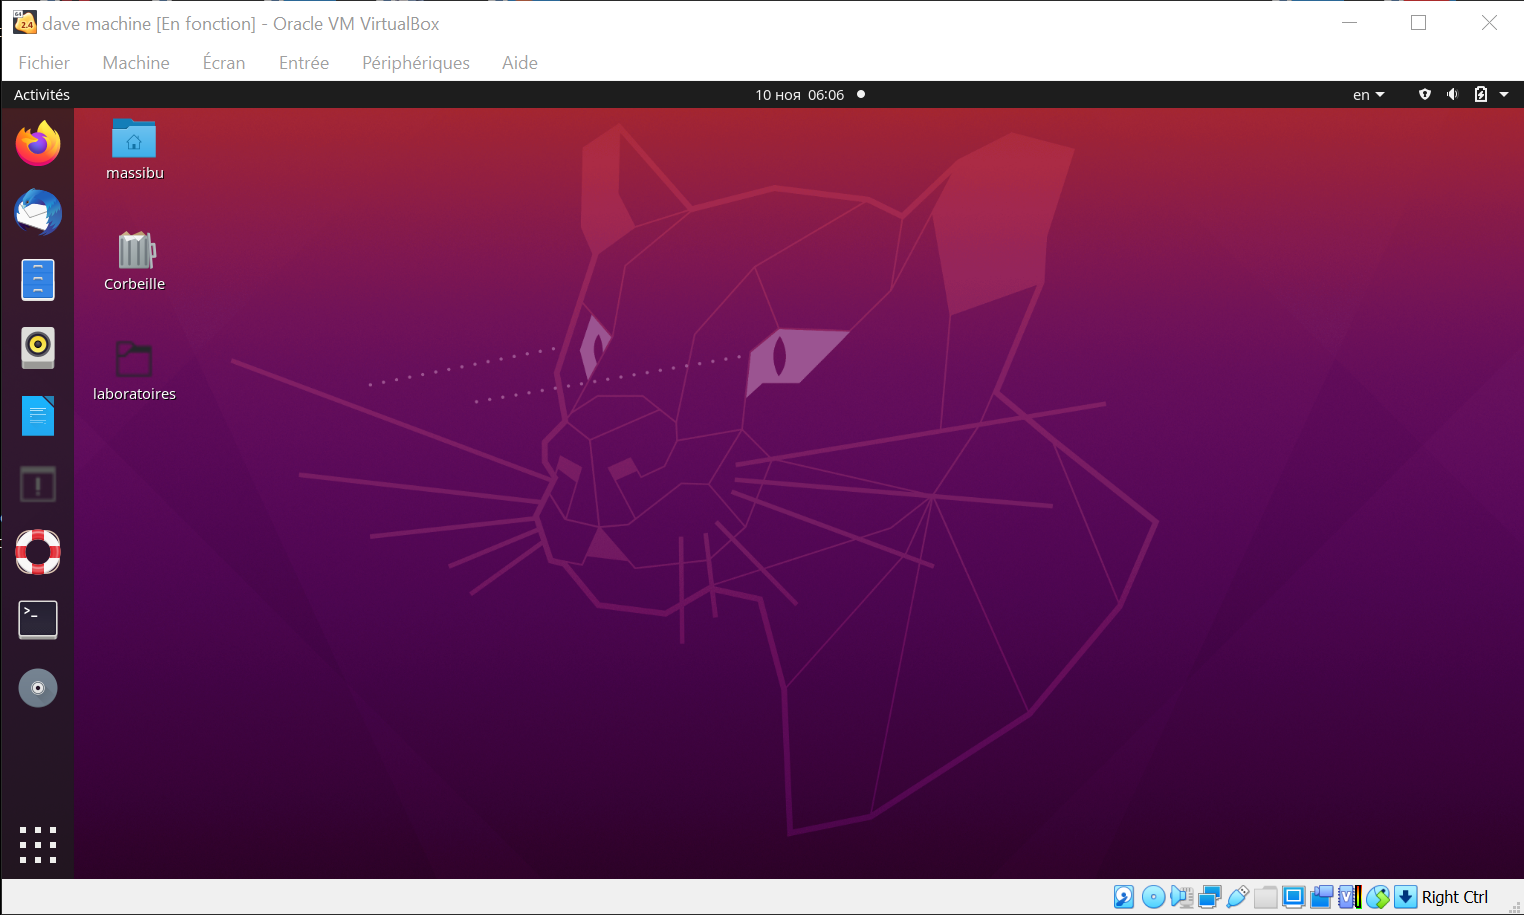 dave machine [En fonction] - Oracle VM VirtualBox
Fichier Machine Écran Entrée Périphériques Aide
Activités 10 ноя 06:06 en
massibu
Corbeille
laboratoires
Right Ctrl